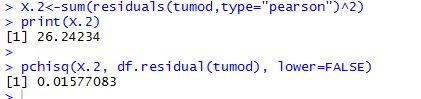 > X.2<-sum(residuals(tumod,type="pearson")^2)
> print(X.2)
[1] 26.24234
>
> pchisq(X.2, df.residual(tumod), lower=FALSE)
[1] 0.01577083
>